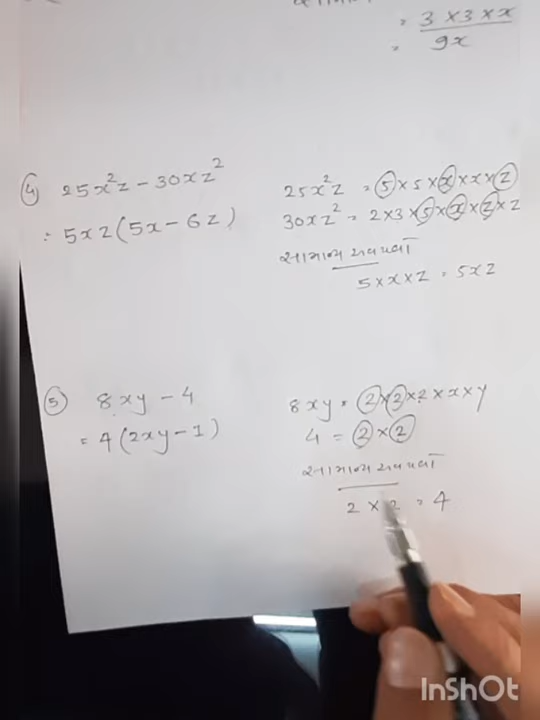 = 3 × 3 × x
= 9x
④ 25x²z − 30xz²
= 5xz(5x − 6z)
25x²z = 5 × 5 × x × x × z
30xz² = 2 × 3 × 5 × x × z × z
સામાન્ય અવયવો
5 × x × z = 5xz
⑤ 8xy − 4
= 4(2xy − 1)
8xy = 2 × 2 × 2 × x × y
4 = 2 × 2
સામાન્ય અવયવો
2 × 2 = 4
InShOt